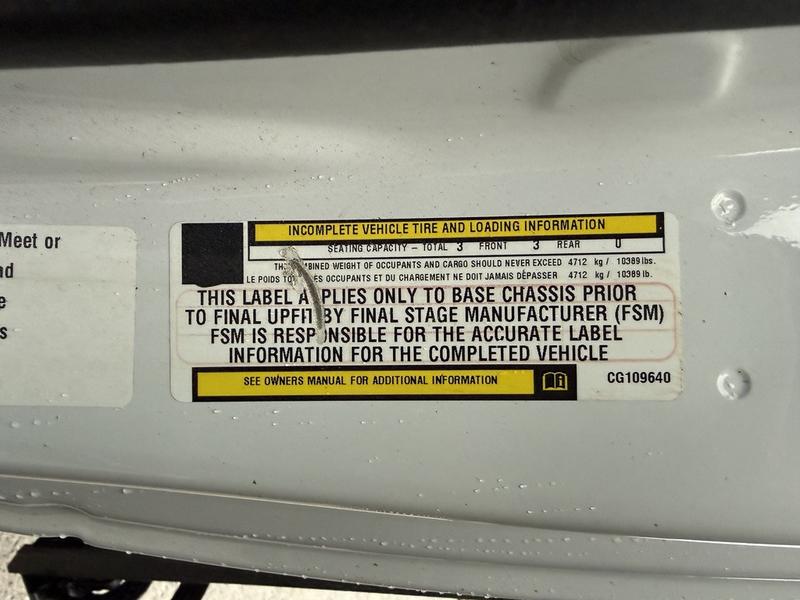 Meet or
INCOMPLETE VEHICLE TIRE AND LOADING INFORMATION
SEATING CAPACITY - TOTAL 3 FRONT 3 REAR 0
WEIGHT OF OCCUPANTS AND CARGO SHOULD NEVER EXCEED 4712 kg / 10389 lbs.
LE POIDS OCCUPANTS ET DU CHARGEMENT NE DOIT JAMAIS DÉPASSER 4712 kg / 10389 lb.
THIS LABEL APPLIES ONLY TO BASE CHASSIS PRIOR
TO FINAL UPFIT BY FINAL STAGE MANUFACTURER (FSM)
FSM IS RESPONSIBLE FOR THE ACCURATE LABEL
INFORMATION FOR THE COMPLETED VEHICLE
SEE OWNERS MANUAL FOR ADDITIONAL INFORMATION
CG109640